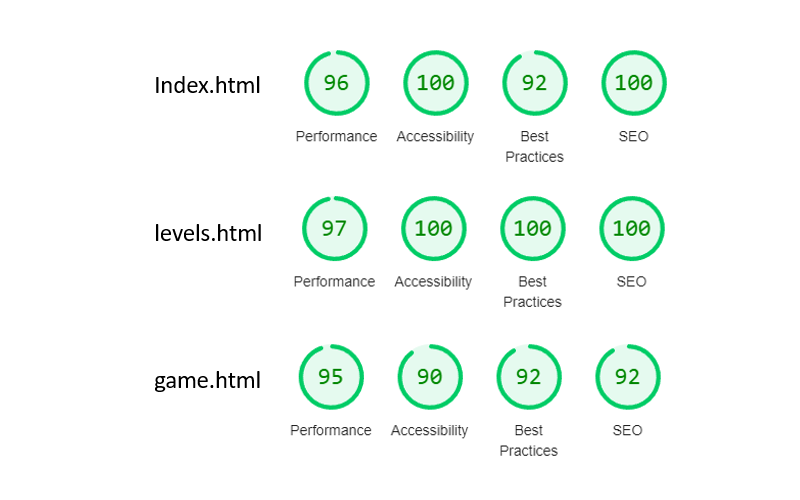 Index.html
96 100 92 100
Performance Accessibility Best SEO
Practices
levels.html
97 100 100 100
Performance Accessibility Best SEO
Practices
game.html
95 90 92 92
Performance Accessibility Best SEO
Practices